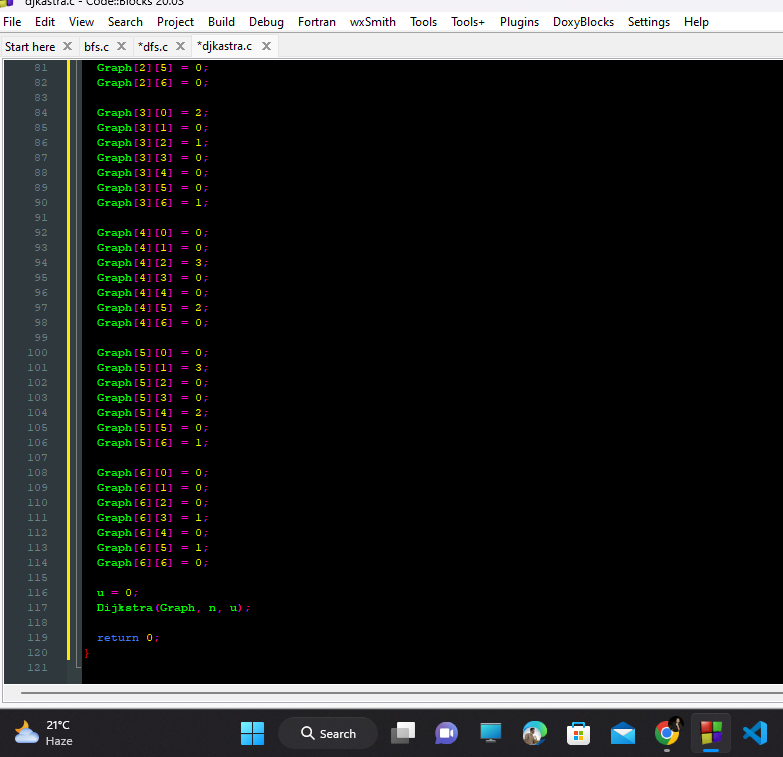 djkastra.c - Code::Blocks 20.03
File Edit View Search Project Build Debug Fortran wxSmith Tools Tools+ Plugins DoxyBlocks Settings Help
Start here bfs.c *dfs.c *djkastra.c
81 Graph[2][5] = 0;
82 Graph[2][6] = 0;
83
84 Graph[3][0] = 2;
85 Graph[3][1] = 0;
86 Graph[3][2] = 1;
87 Graph[3][3] = 0;
88 Graph[3][4] = 0;
89 Graph[3][5] = 0;
90 Graph[3][6] = 1;
91
92 Graph[4][0] = 0;
93 Graph[4][1] = 0;
94 Graph[4][2] = 3;
95 Graph[4][3] = 0;
96 Graph[4][4] = 0;
97 Graph[4][5] = 2;
98 Graph[4][6] = 0;
99
100 Graph[5][0] = 0;
101 Graph[5][1] = 3;
102 Graph[5][2] = 0;
103 Graph[5][3] = 0;
104 Graph[5][4] = 2;
105 Graph[5][5] = 0;
106 Graph[5][6] = 1;
107
108 Graph[6][0] = 0;
109 Graph[6][1] = 0;
110 Graph[6][2] = 0;
111 Graph[6][3] = 1;
112 Graph[6][4] = 0;
113 Graph[6][5] = 1;
114 Graph[6][6] = 0;
115
116 u = 0;
117 Dijkstra(Graph, n, u);
118
119 return 0;
120 }
121
21°C
Haze
Search